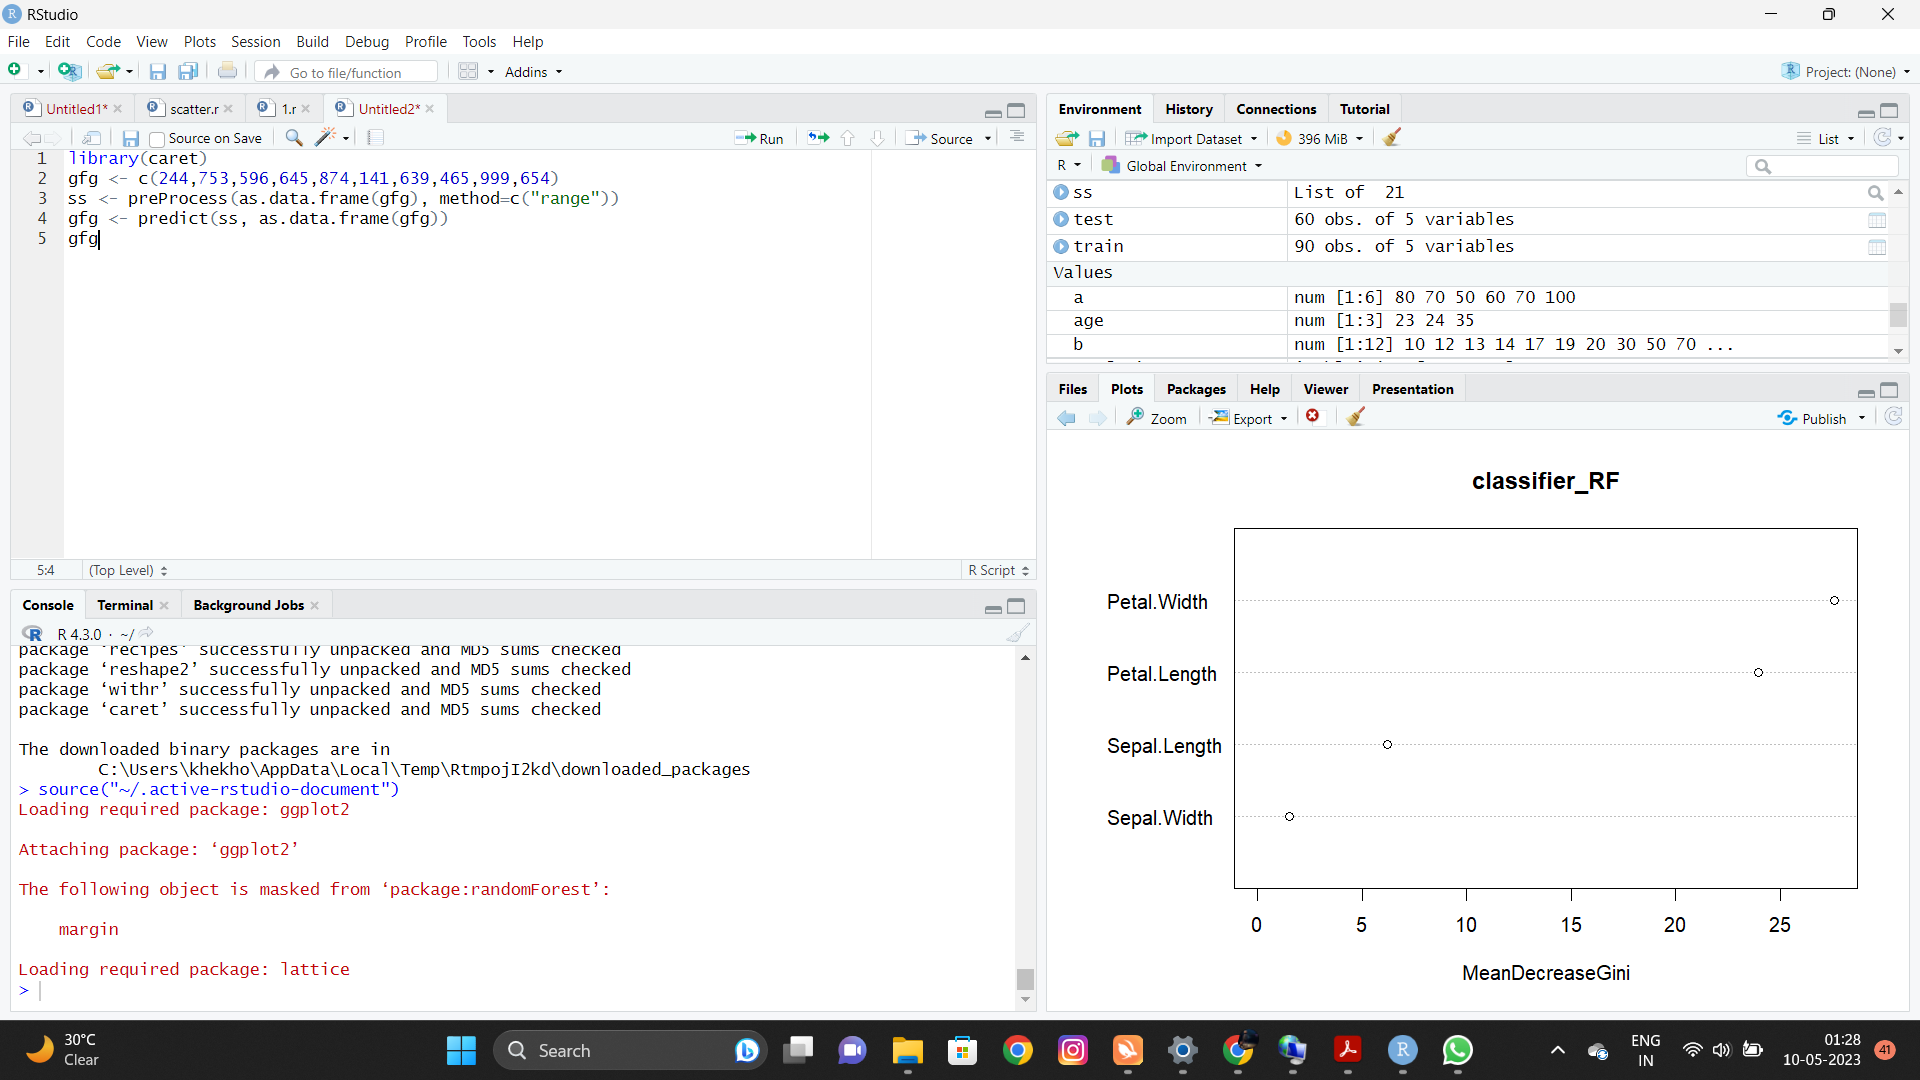 RStudio
File Edit Code View Plots Session Build Debug Profile Tools Help
Go to file/function Addins Project: (None)
Untitled1* scatter.r 1.r Untitled2*
Source on Save Run Source
1 library(caret)
2 gfg <- c(244,753,596,645,874,141,639,465,999,654)
3 ss <- preProcess(as.data.frame(gfg), method=c("range"))
4 gfg <- predict(ss, as.data.frame(gfg))
5 gfg
5:4 (Top Level) R Script
Console Terminal Background Jobs
R 4.3.0 · ~/
package ‘recipes’ successfully unpacked and MD5 sums checked
package ‘reshape2’ successfully unpacked and MD5 sums checked
package ‘withr’ successfully unpacked and MD5 sums checked
package ‘caret’ successfully unpacked and MD5 sums checked
The downloaded binary packages are in
C:\Users\khekho\AppData\Local\Temp\RtmpojI2kd\downloaded_packages
> source("~/.active-rstudio-document")
Loading required package: ggplot2
Attaching package: ‘ggplot2’
The following object is masked from ‘package:randomForest’:
margin
Loading required package: lattice
>
Environment History Connections Tutorial
Import Dataset 396 MiB List
R Global Environment
ss List of 21
test 60 obs. of 5 variables
train 90 obs. of 5 variables
Values
a num [1:6] 80 70 50 60 70 100
age num [1:3] 23 24 35
b num [1:12] 10 12 13 14 17 19 20 30 50 70 ...
Files Plots Packages Help Viewer Presentation
Zoom Export Publish
classifier_RF
Petal.Width
Petal.Length
Sepal.Length
Sepal.Width
0 5 10 15 20 25
MeanDecreaseGini
30°C
Clear
Search
ENG
IN
01:28
10-05-2023
41